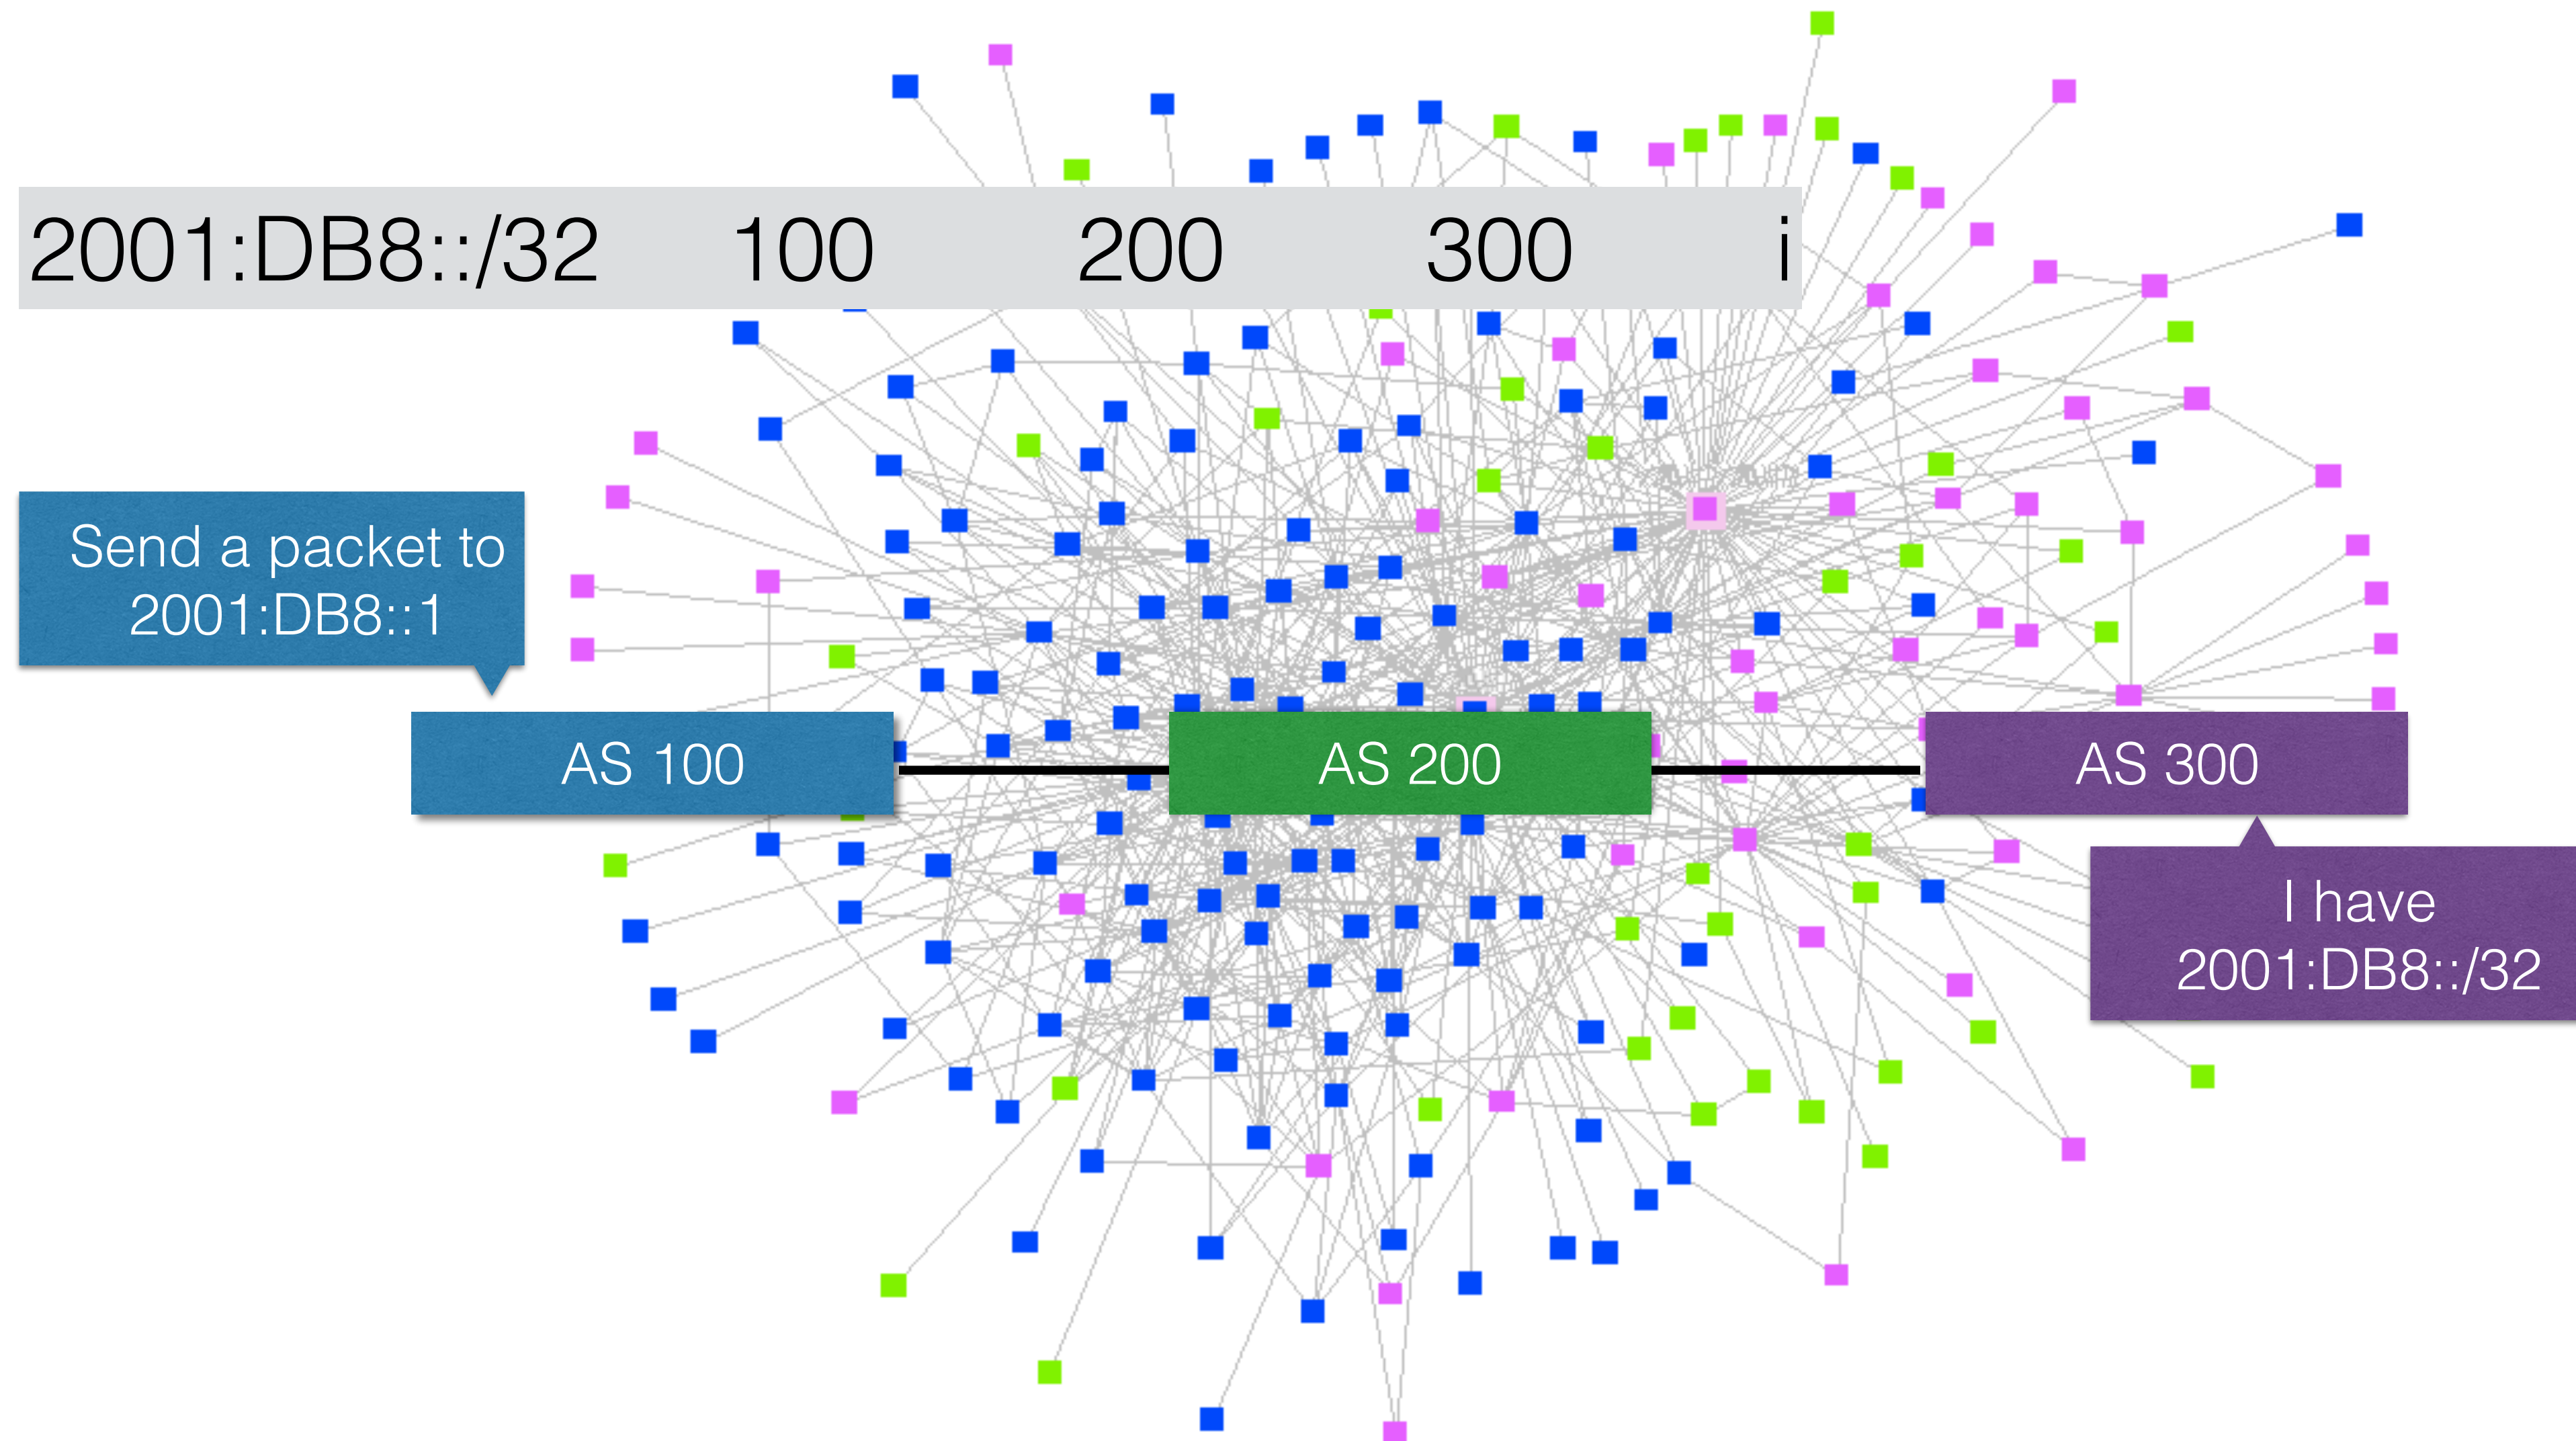 2001:DB8::/32 100 200 300 i
Send a packet to
2001:DB8::1
AS 100
AS 200
AS 300
I have
2001:DB8::/32